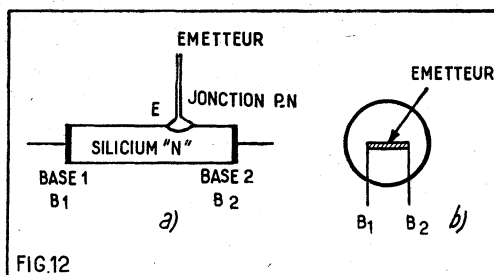 EMETTEUR
E
JONCTION P.N
SILICIUM "N"
BASE 1
B1
BASE 2
B2
a)
EMETTEUR
B1
B2
b)
FIG.12